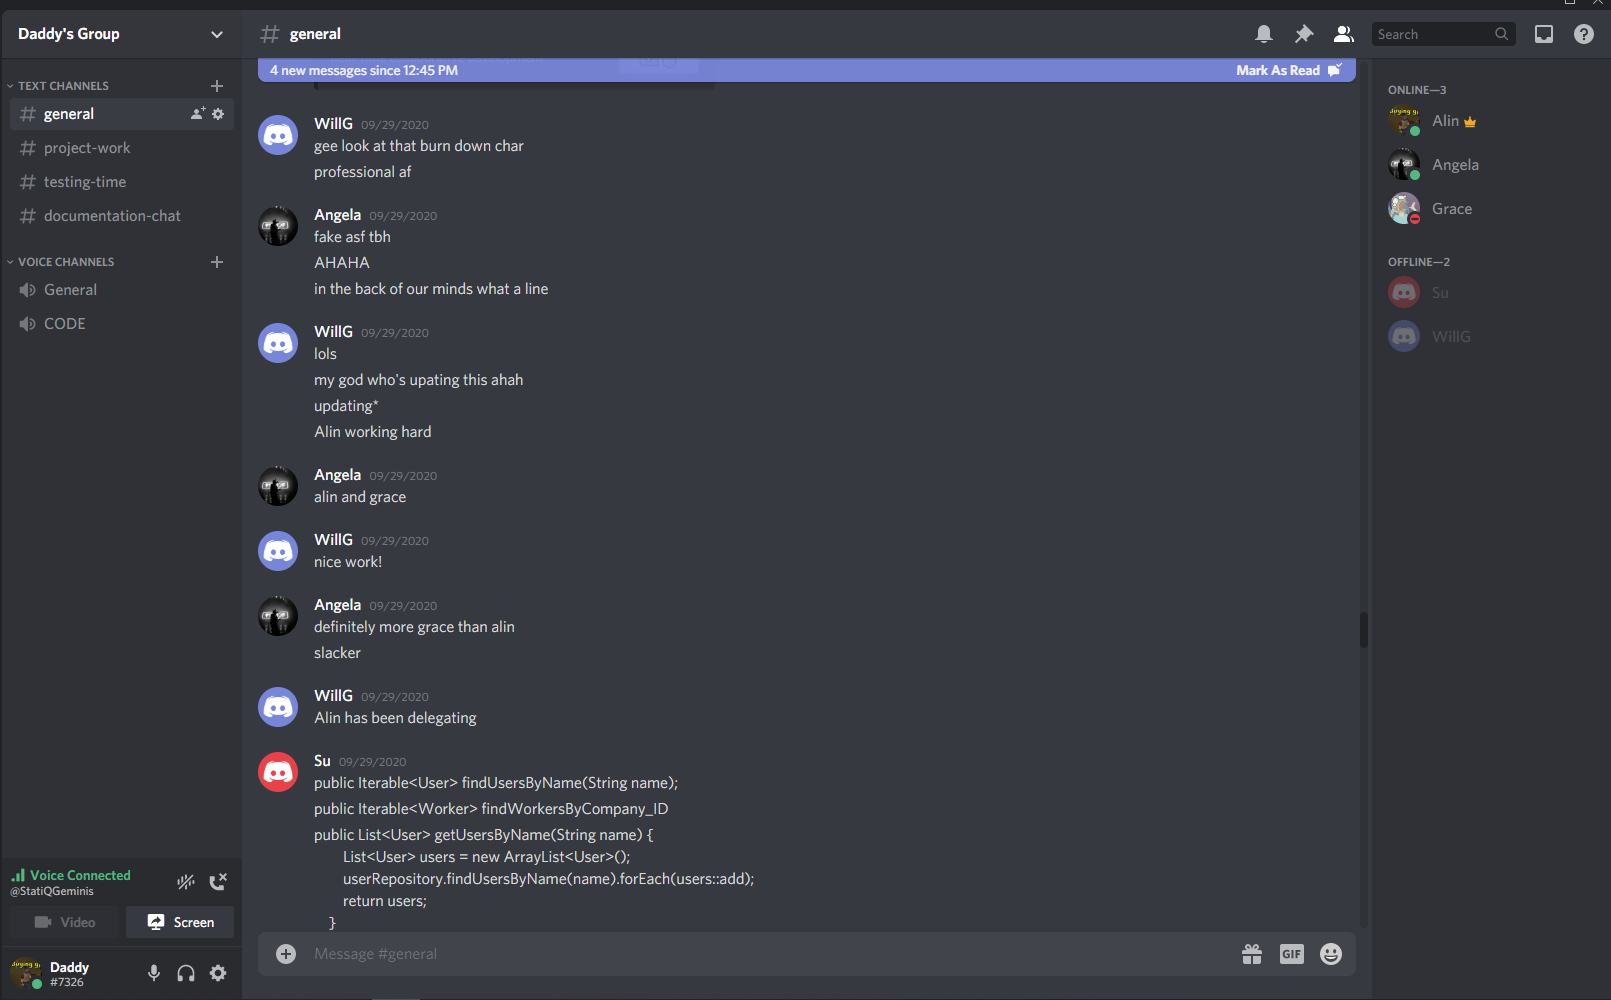 Daddy's Group
TEXT CHANNELS
general
project-work
testing-time
documentation-chat
VOICE CHANNELS
General
CODE
Voice Connected
@StatiQGeminis
Video
Screen
Daddy
#7326
general
Search
4 new messages since 12:45 PM
Mark As Read
WillG 09/29/2020
gee look at that burn down char
professional af
Angela 09/29/2020
fake asf tbh
AHAHA
in the back of our minds what a line
WillG 09/29/2020
lols
my god who's upating this ahah
updating*
Alin working hard
Angela 09/29/2020
alin and grace
WillG 09/29/2020
nice work!
Angela 09/29/2020
definitely more grace than alin
slacker
WillG 09/29/2020
Alin has been delegating
Su 09/29/2020
public Iterable<User> findUsersByName(String name);
public Iterable<Worker> findWorkersByCompany_ID
public List<User> getUsersByName(String name) {
List<User> users = new ArrayList<User>();
userRepository.findUsersByName(name).forEach(users::add);
return users;
}
Message #general
GIF
ONLINE—3
Alin
Angela
Grace
OFFLINE—2
Su
WillG